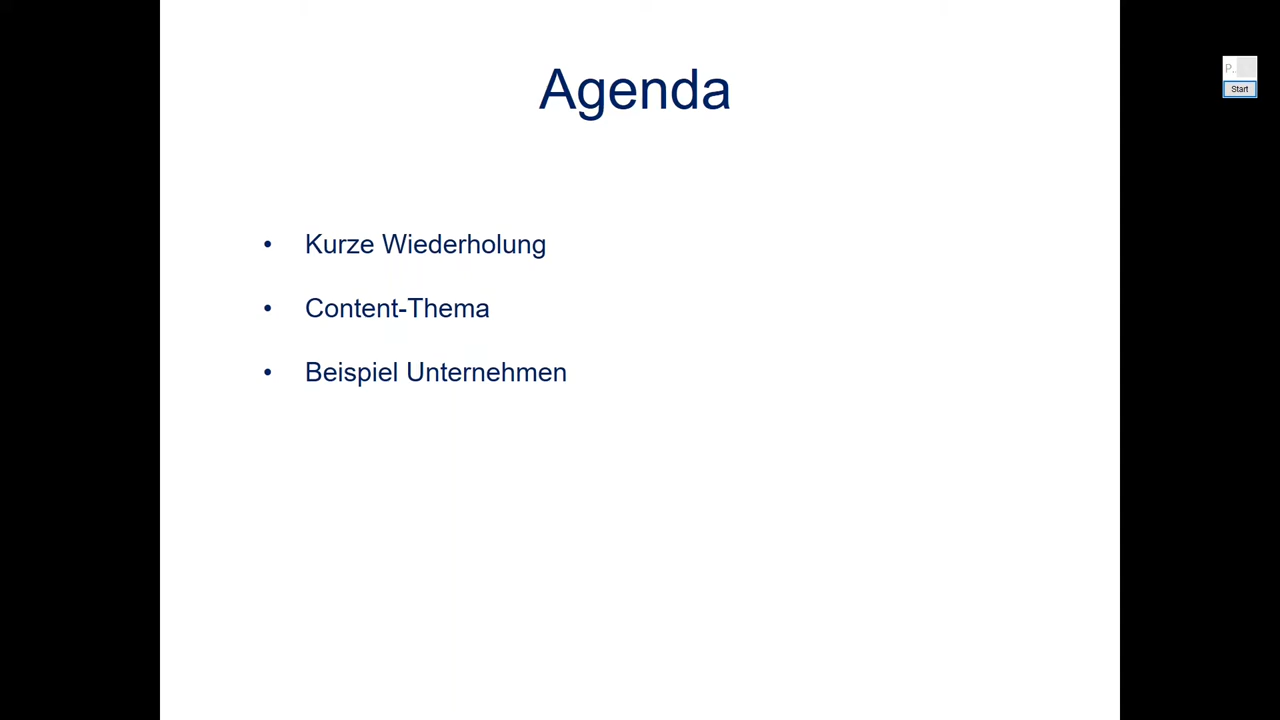 Agenda
• Kurze Wiederholung
• Content-Thema
• Beispiel Unternehmen
P..
Start